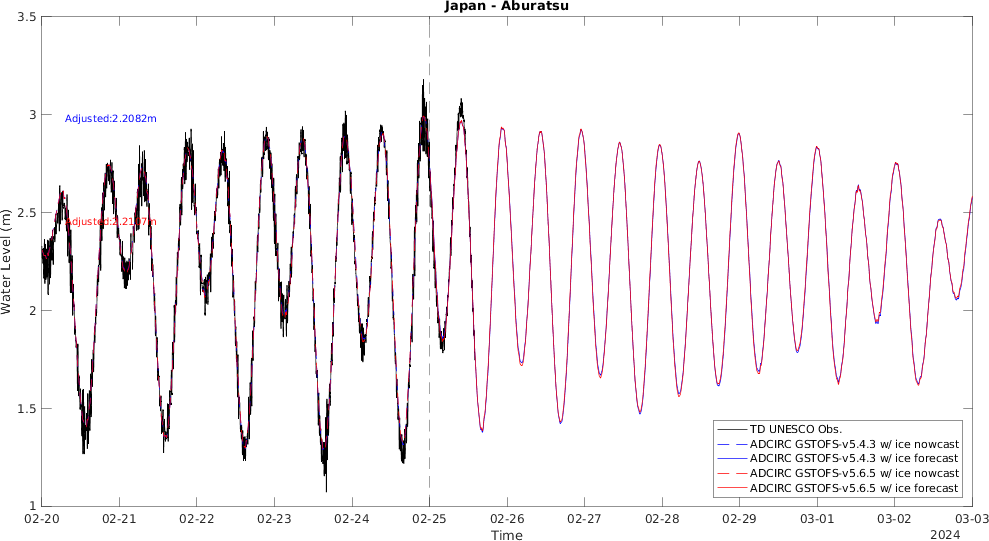 Japan - Aburatsu
3.5
3
2.5
2
1.5
1
Water Level (m)
Adjusted:2.2082m
Adjusted:2.2107m
TD UNESCO Obs.
ADCIRC GSTOFS-v5.4.3 w/ ice nowcast
ADCIRC GSTOFS-v5.4.3 w/ ice forecast
ADCIRC GSTOFS-v5.6.5 w/ ice nowcast
ADCIRC GSTOFS-v5.6.5 w/ ice forecast
02-20 02-21 02-22 02-23 02-24 02-25 02-26 02-27 02-28 02-29 03-01 03-02 03-03
Time
2024